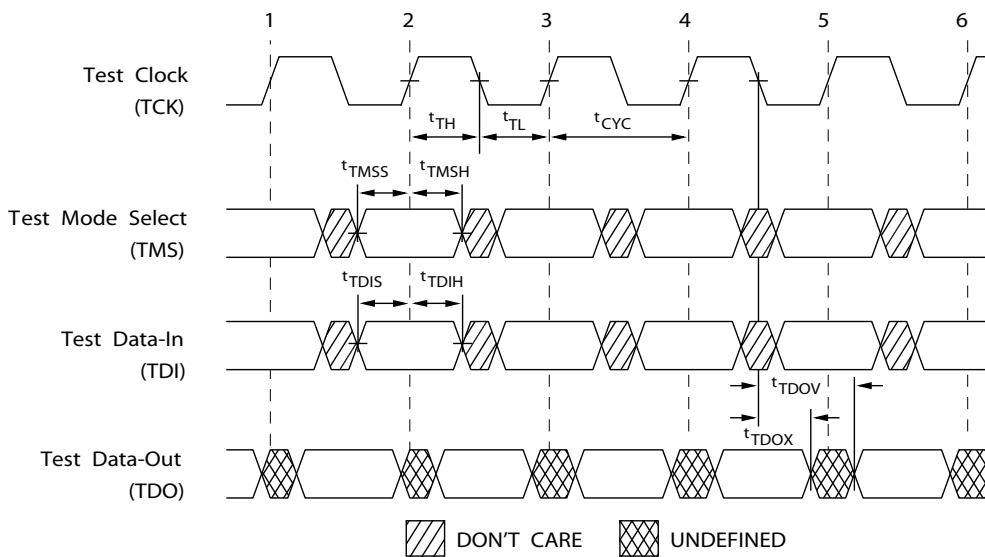 1 2 3 4 5 6
Test Clock
(TCK)
tTH tTL tCYC
tTMSS tTMSH
Test Mode Select
(TMS)
tTDIS tTDIH
Test Data-In
(TDI)
tTDOV
tTDOX
Test Data-Out
(TDO)
DON'T CARE UNDEFINED